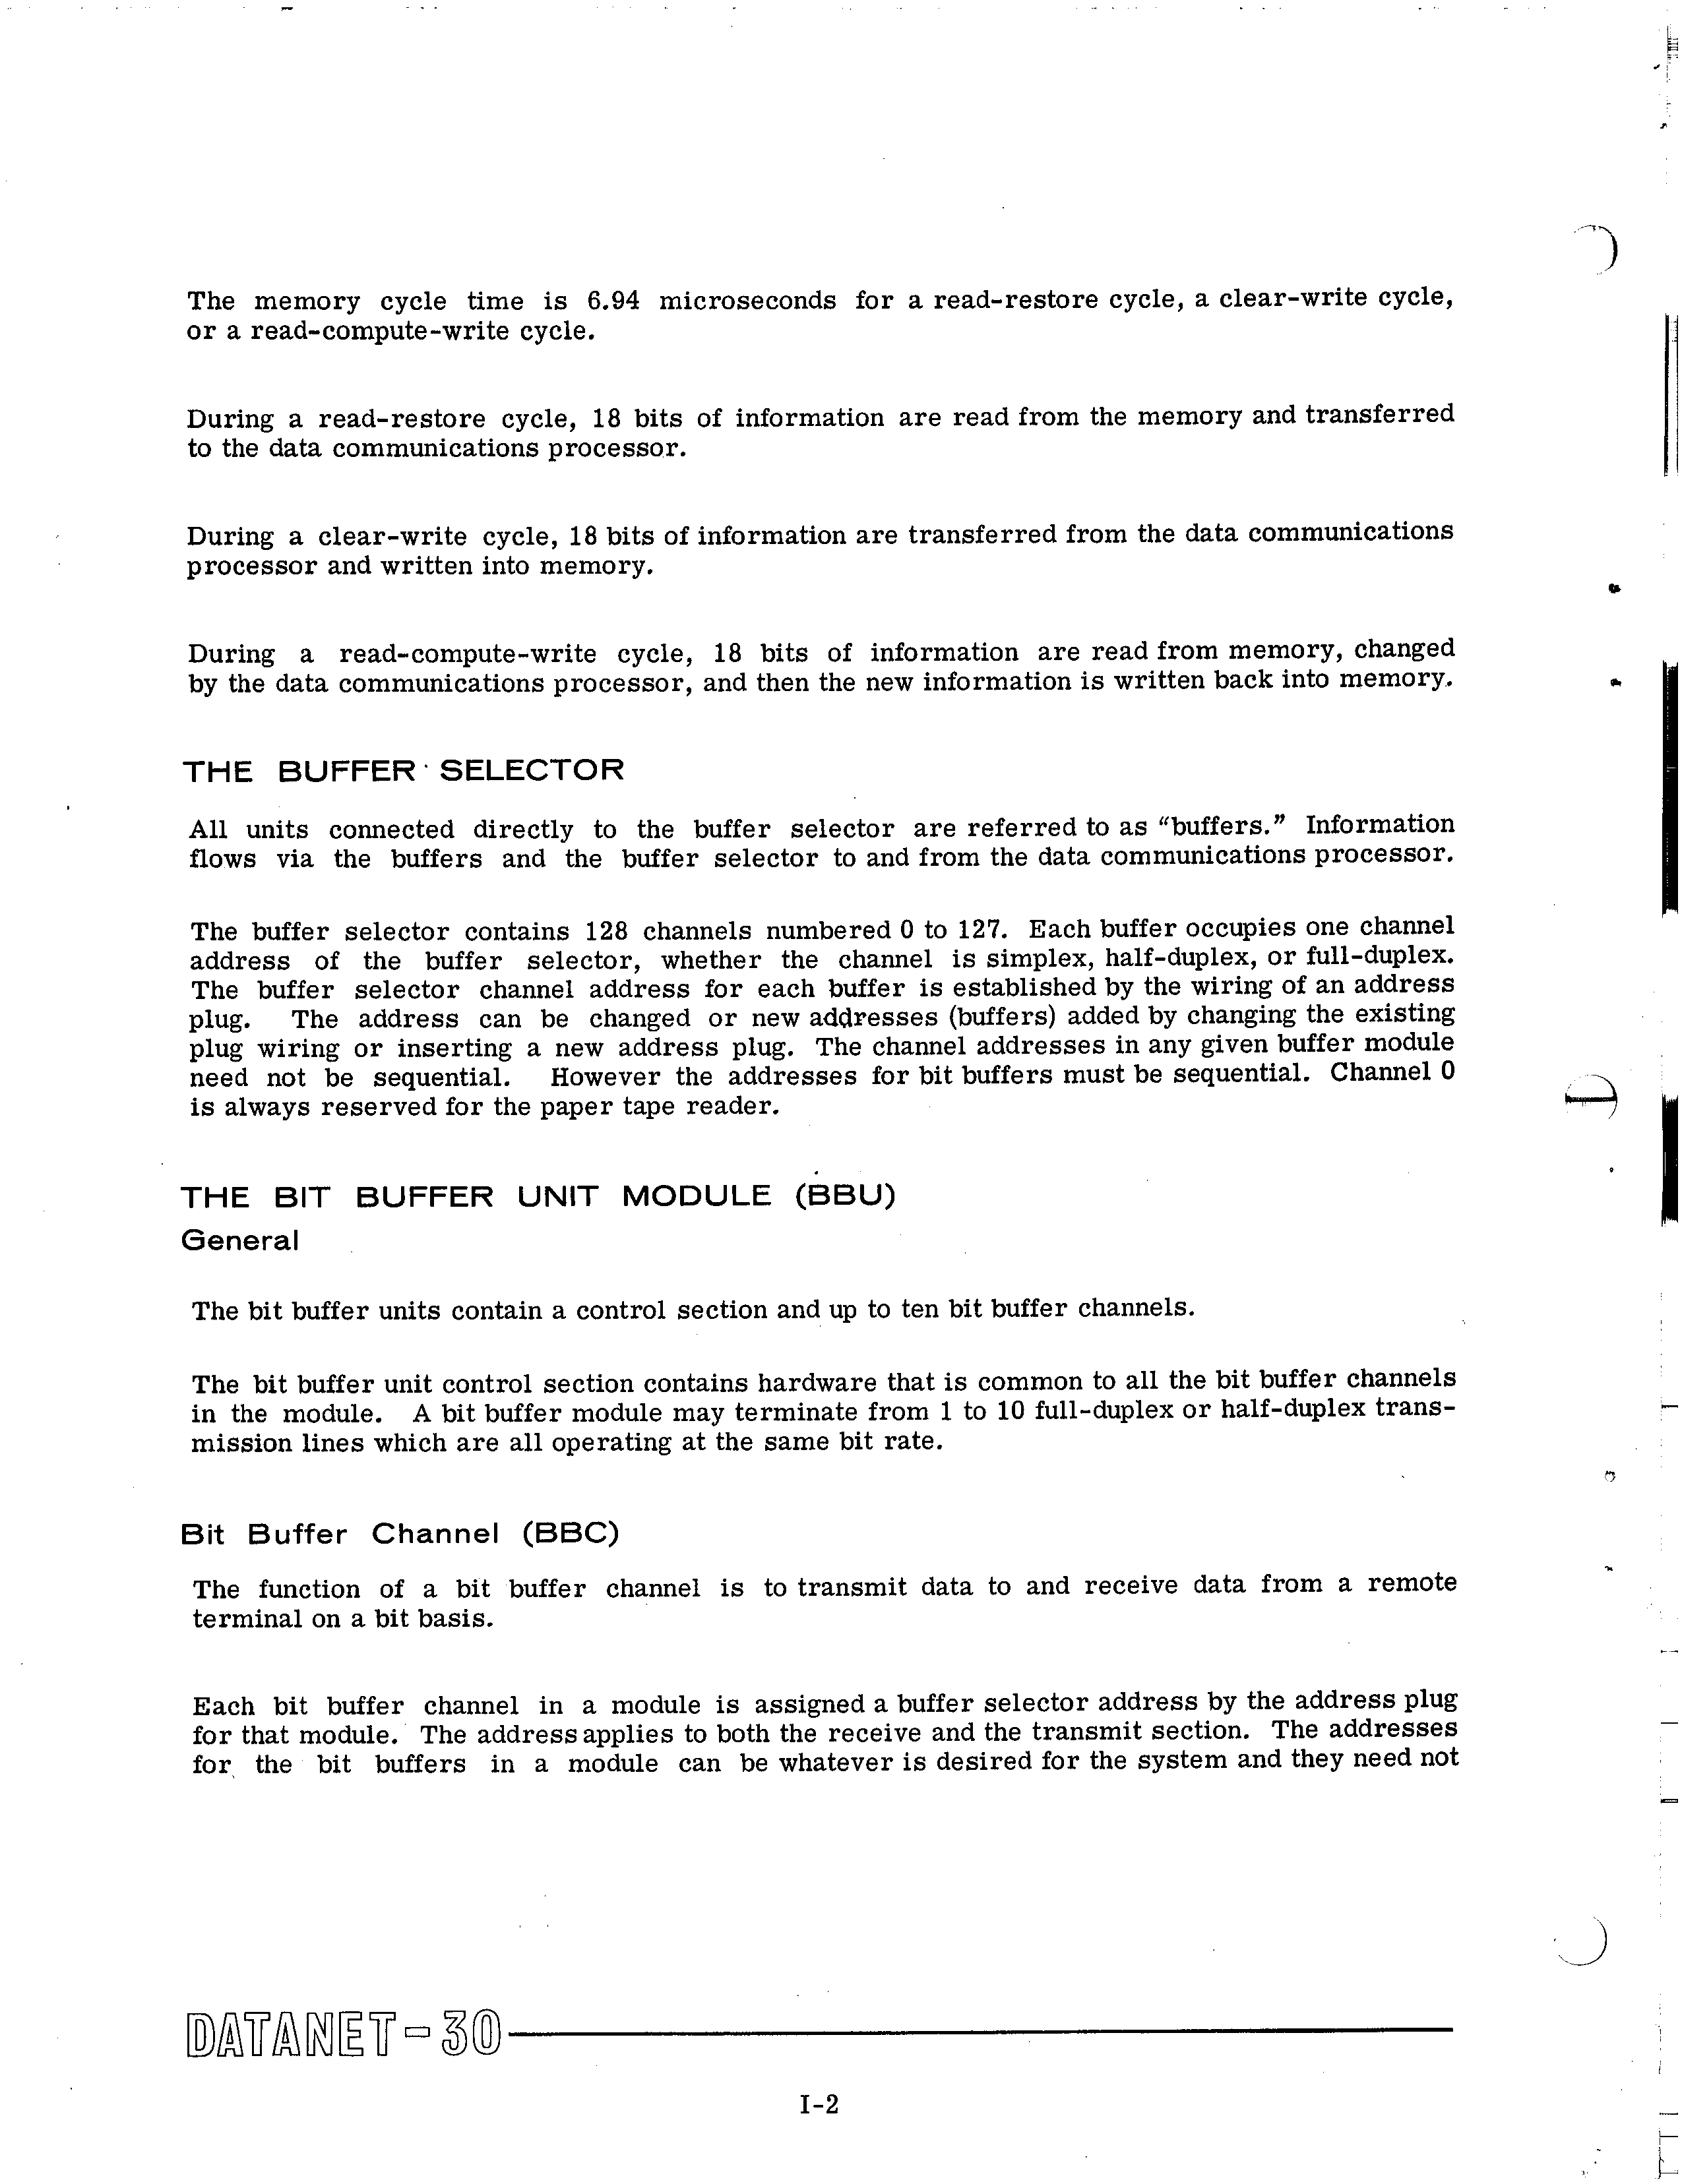 The memory cycle time is 6.94 microseconds for a read-restore cycle, a clear-write cycle,
or a read-compute-write cycle.
During a read-restore cycle, 18 bits of information are read from the memory and transferred
to the data communications processor.
During a clear-write cycle, 18 bits of information are transferred from the data communications
processor and written into memory.
During a read-compute-write cycle, 18 bits of information are read from memory, changed
by the data communications processor, and then the new information is written back into memory.
THE BUFFER SELECTOR
All units connected directly to the buffer selector are referred to as “buffers.” Information
flows via the buffers and the buffer selector to and from the data communications processor.
The buffer selector contains 128 channels numbered 0 to 127. Each buffer occupies one channel
address of the buffer selector, whether the channel is simplex, half-duplex, or full-duplex.
The buffer selector channel address for each buffer is established by the wiring of an address
plug. The address can be changed or new addresses (buffers) added by changing the existing
plug wiring or inserting a new address plug. The channel addresses in any given buffer module
need not be sequential. However the addresses for bit buffers must be sequential. Channel 0
is always reserved for the paper tape reader.
THE BIT BUFFER UNIT MODULE (BBU)
General
The bit buffer units contain a control section and up to ten bit buffer channels.
The bit buffer unit control section contains hardware that is common to all the bit buffer channels
in the module. A bit buffer module may terminate from 1 to 10 full-duplex or half-duplex trans-
mission lines which are all operating at the same bit rate.
Bit Buffer Channel (BBC)
The function of a bit buffer channel is to transmit data to and receive data from a remote
terminal on a bit basis.
Each bit buffer channel in a module is assigned a buffer selector address by the address plug
for that module. The address applies to both the receive and the transmit section. The addresses
for the bit buffers in a module can be whatever is desired for the system and they need not
DATANET-30
I-2